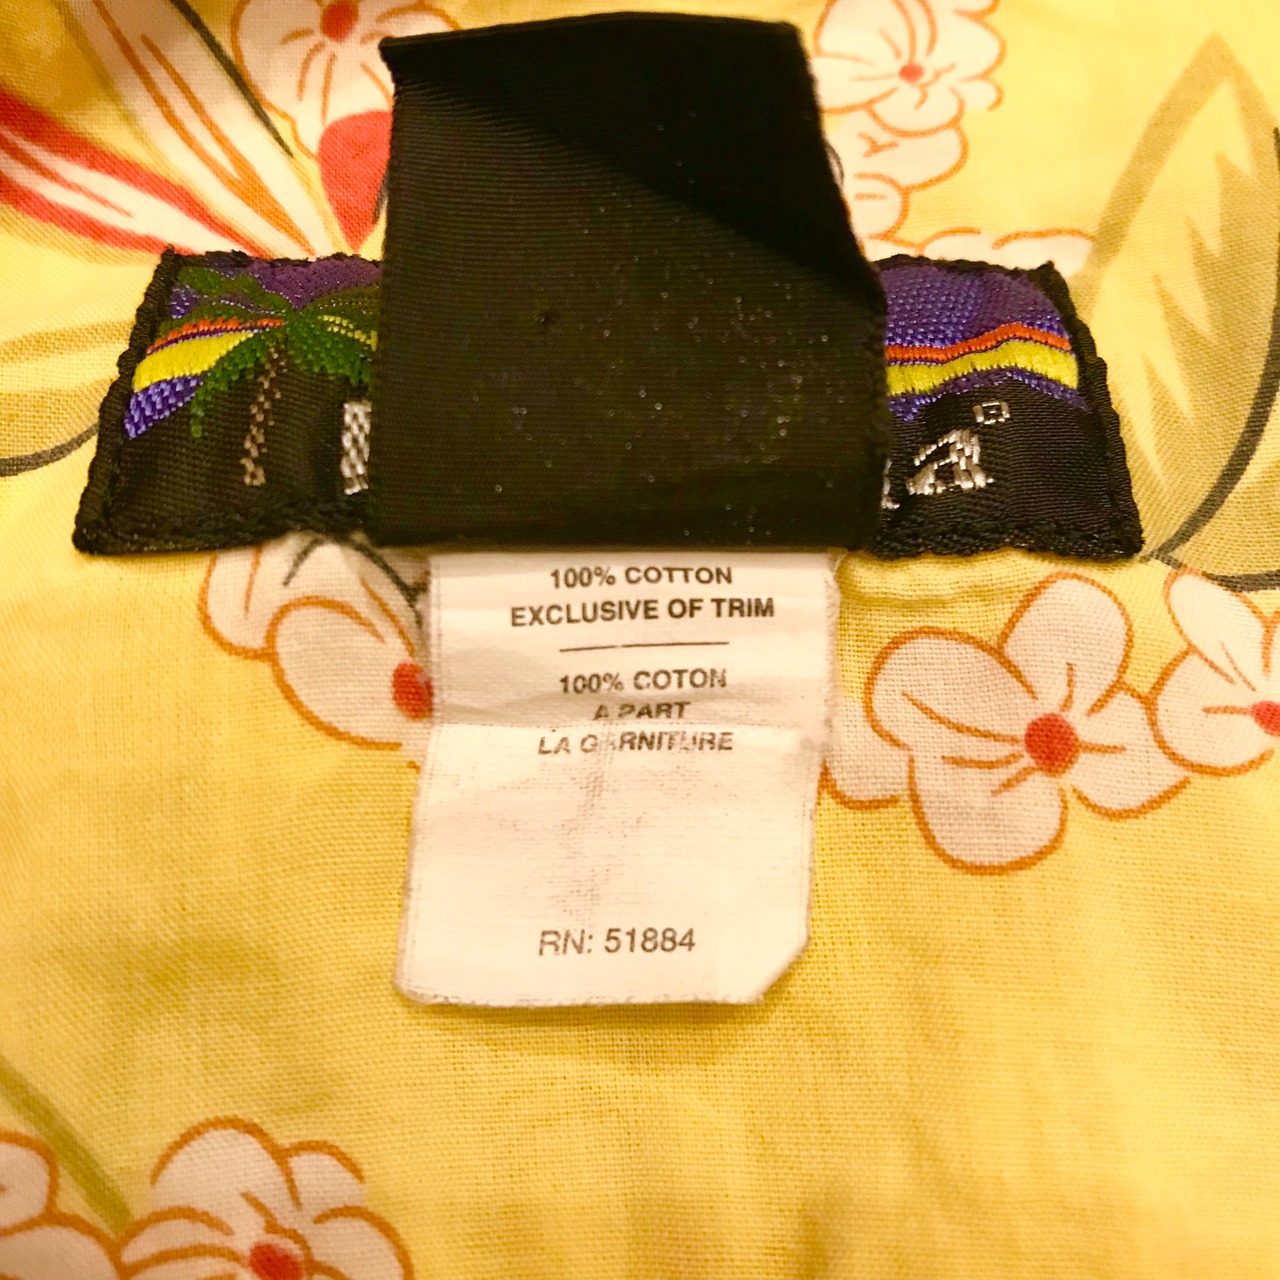 100% COTTON
EXCLUSIVE OF TRIM
100% COTON
A PART
LA GARNITURE
RN: 51884